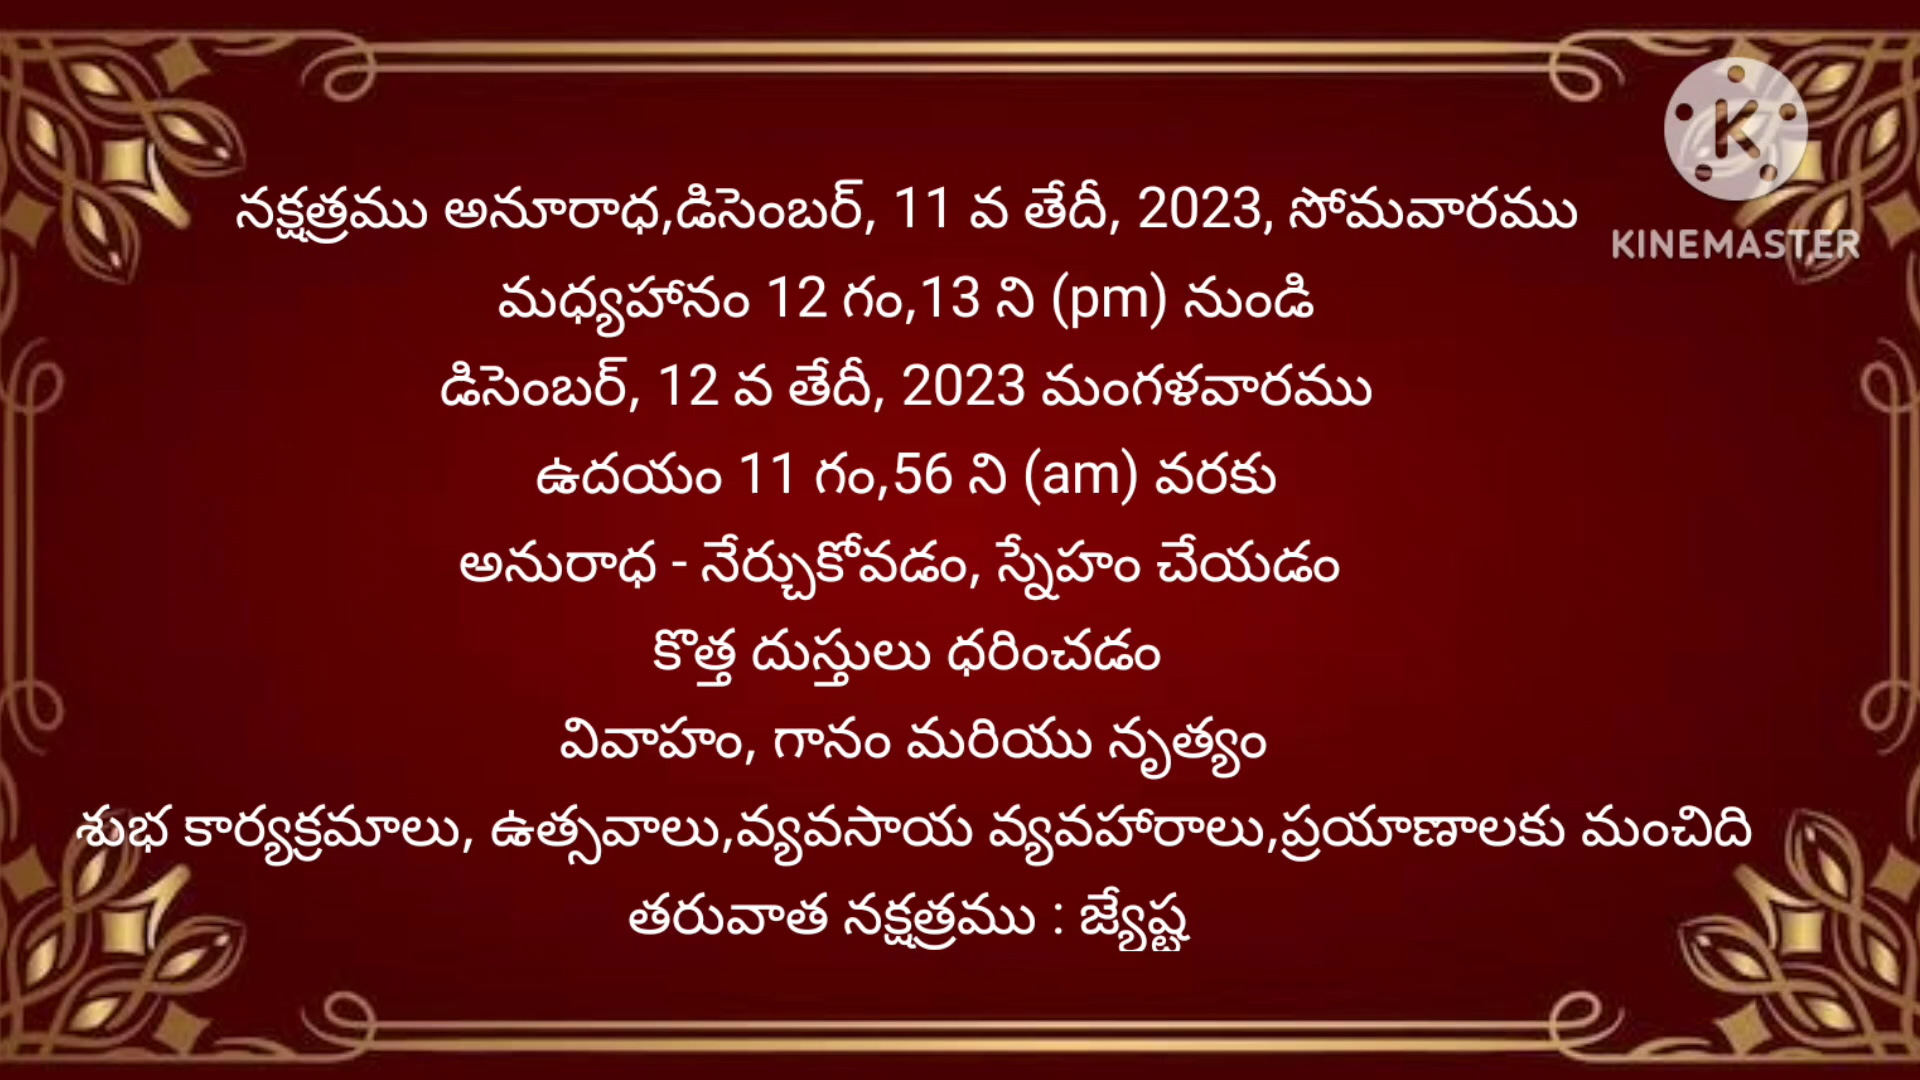 నక్షత్రము అనూరాధ,డిసెంబర్, 11 వ తేదీ, 2023, సోమవారము
మధ్యహానం 12 గం,13 ని (pm) నుండి
డిసెంబర్, 12 వ తేదీ, 2023 మంగళవారము
ఉదయం 11 గం,56 ని (am) వరకు
అనురాధ - నేర్చుకోవడం, స్నేహం చేయడం
కొత్త దుస్తులు ధరించడం
వివాహం, గానం మరియు నృత్యం
శుభ కార్యక్రమాలు, ఉత్సవాలు,వ్యవసాయ వ్యవహారాలు,ప్రయాణాలకు మంచిది
తరువాత నక్షత్రము : జ్యేష్ట
K
KINEMASTER